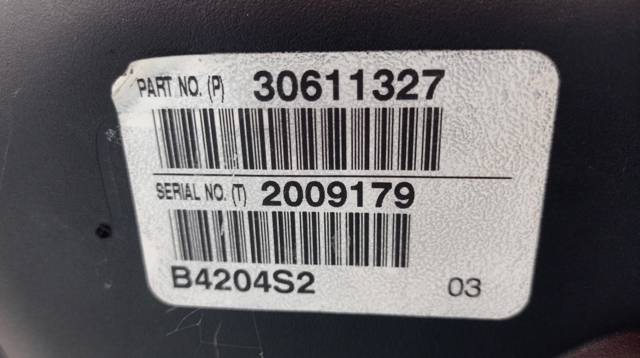 PART NO. (P) 30611327
SERIAL NO. (T) 2009179
B4204S2 03